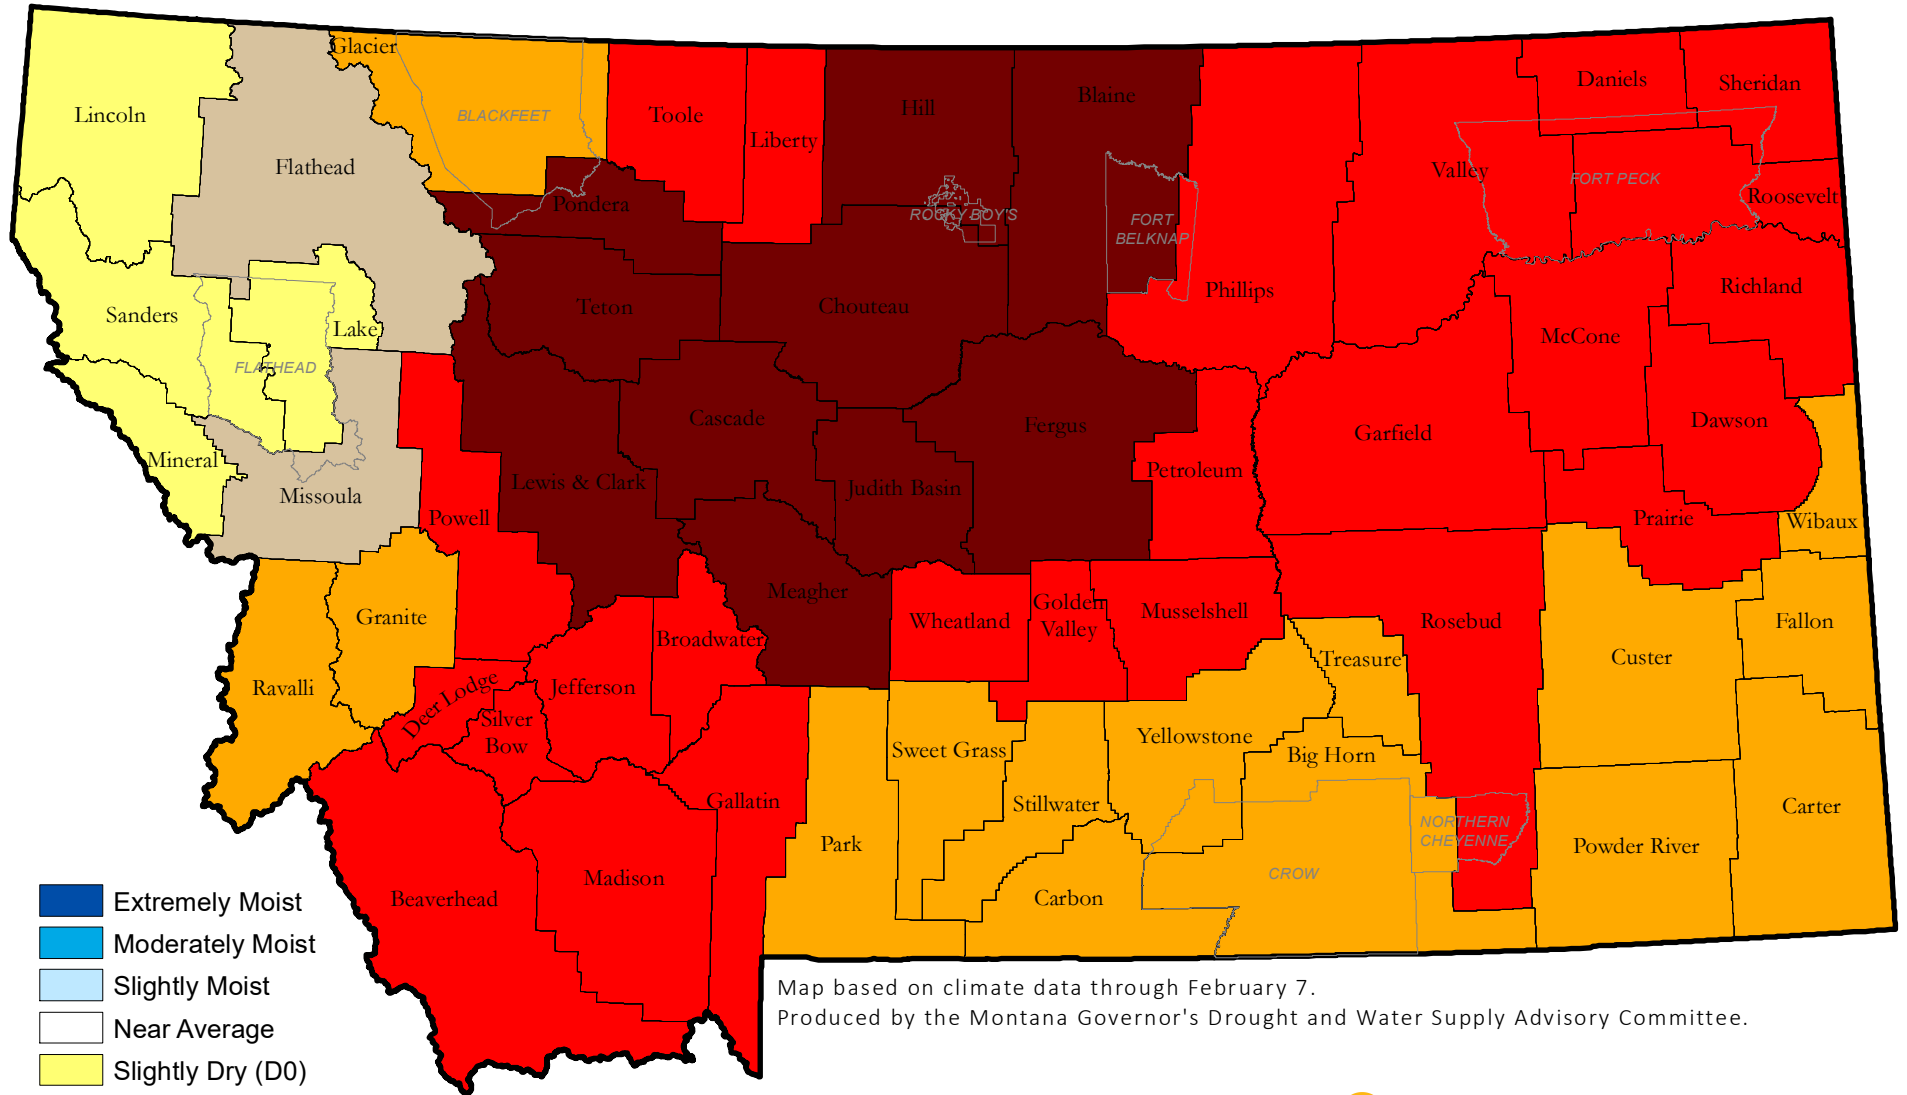 Glacier
Lincoln
Flathead
BLACKFEET
Toole
Liberty
Hill
Blaine
Daniels
Sheridan
Valley
FORT PECK
Roosevelt
Pondera
ROCKY BOY'S
FORT
BELKNAP
Phillips
Richland
Sanders
Lake
Teton
Chouteau
McCone
FLATHEAD
Cascade
Fergus
Garfield
Dawson
Mineral
Missoula
Lewis & Clark
Judith Basin
Petroleum
Powell
Prairie
Wibaux
Granite
Meagher
Wheatland
Golden
Valley
Musselshell
Rosebud
Fallon
Broadwater
Ravalli
Deer Lodge
Jefferson
Treasure
Custer
Silver
Bow
Sweet Grass
Yellowstone
Big Horn
Gallatin
Stillwater
Carter
NORTHERN
CHEYENNE
Park
Powder River
Madison
CROW
Beaverhead
Carbon
Extremely Moist
Moderately Moist
Slightly Moist
Near Average
Slightly Dry (D0)
Map based on climate data through February 7.
Produced by the Montana Governor's Drought and Water Supply Advisory Committee.